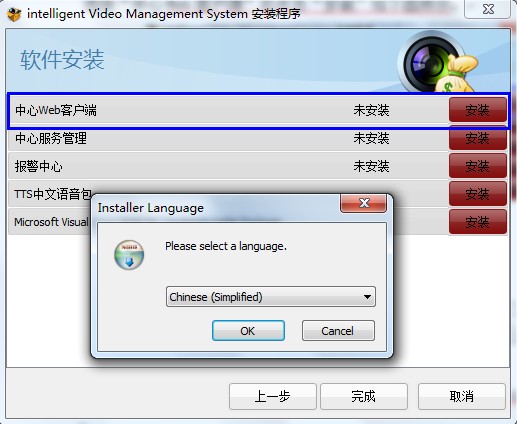 intelligent Video Management System 安装程序
软件安装
中心Web客户端 未安装 安装
中心服务管理 未安装 安装
报警中心 未安装 安装
TTS中文语音包 安装
Microsoft Visual 安装
Installer Language
Please select a language.
Chinese (Simplified)
OK Cancel
上一步 完成 取消